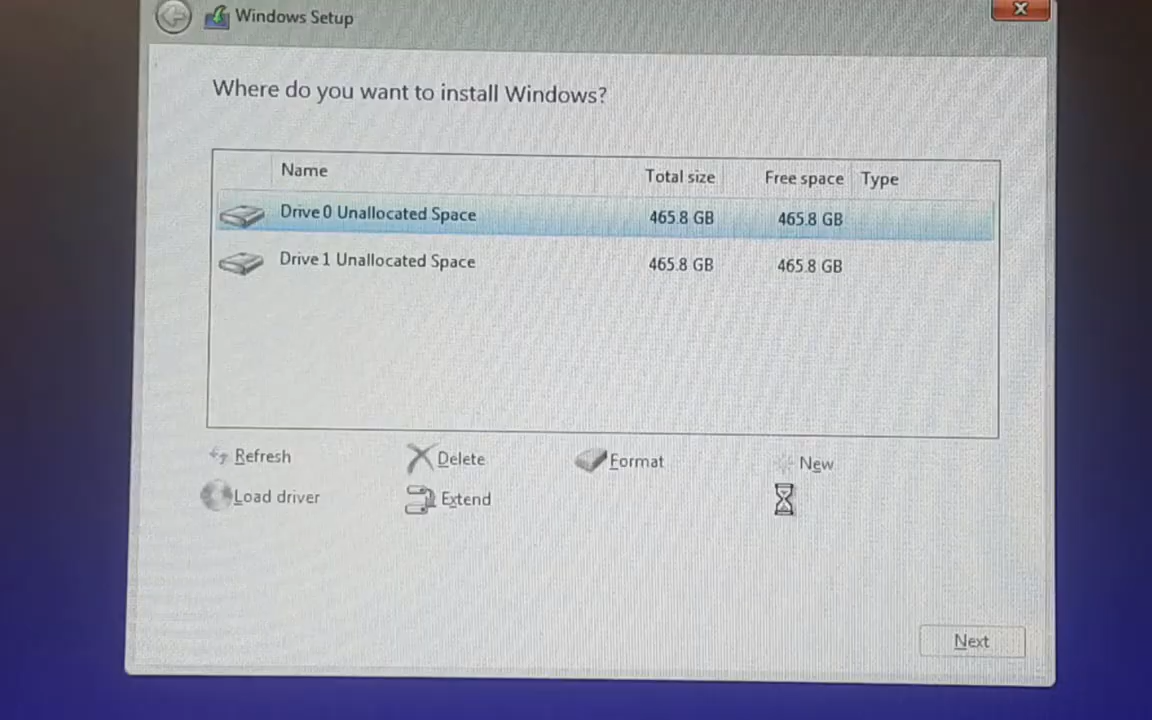 Windows Setup
Where do you want to install Windows?
Name Total size Free space Type
Drive 0 Unallocated Space 465.8 GB 465.8 GB
Drive 1 Unallocated Space 465.8 GB 465.8 GB
Refresh Delete Format New
Load driver Extend
Next